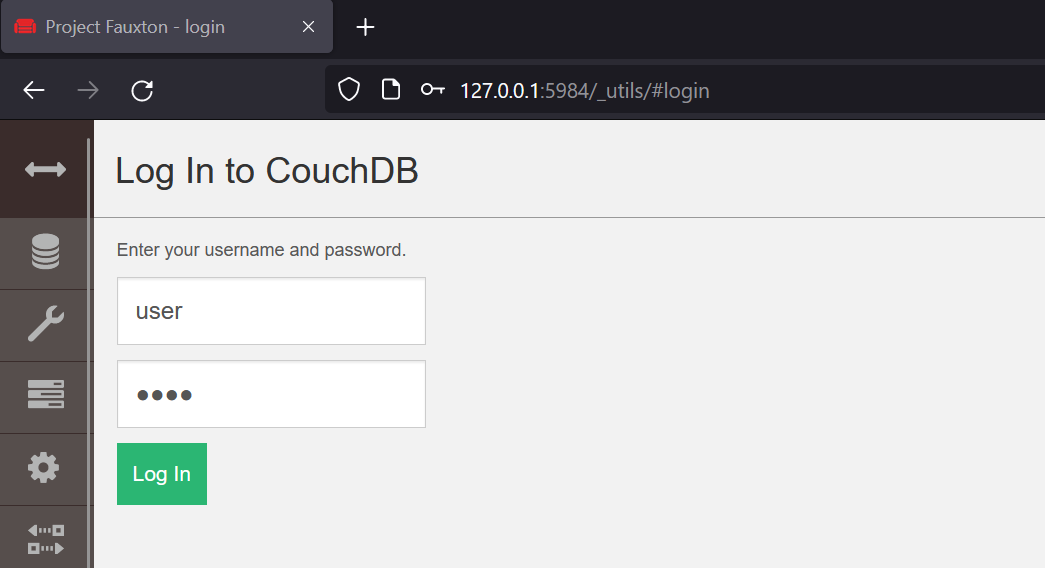 Project Fauxton - login
127.0.0.1:5984/_utils/#login
Log In to CouchDB
Enter your username and password.
user
●●●●
Log In